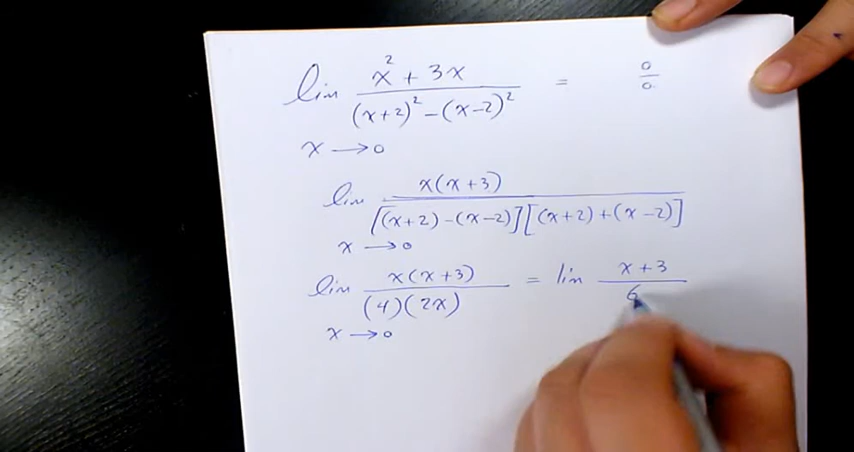 lim x² + 3x / (x+2)² - (x-2)² = 0/0
x → 0
lim x(x+3) / [(x+2) - (x-2)][(x+2) + (x-2)]
x → 0
lim x(x+3) / (4)(2x) = lim x+3 / 6
x → 0